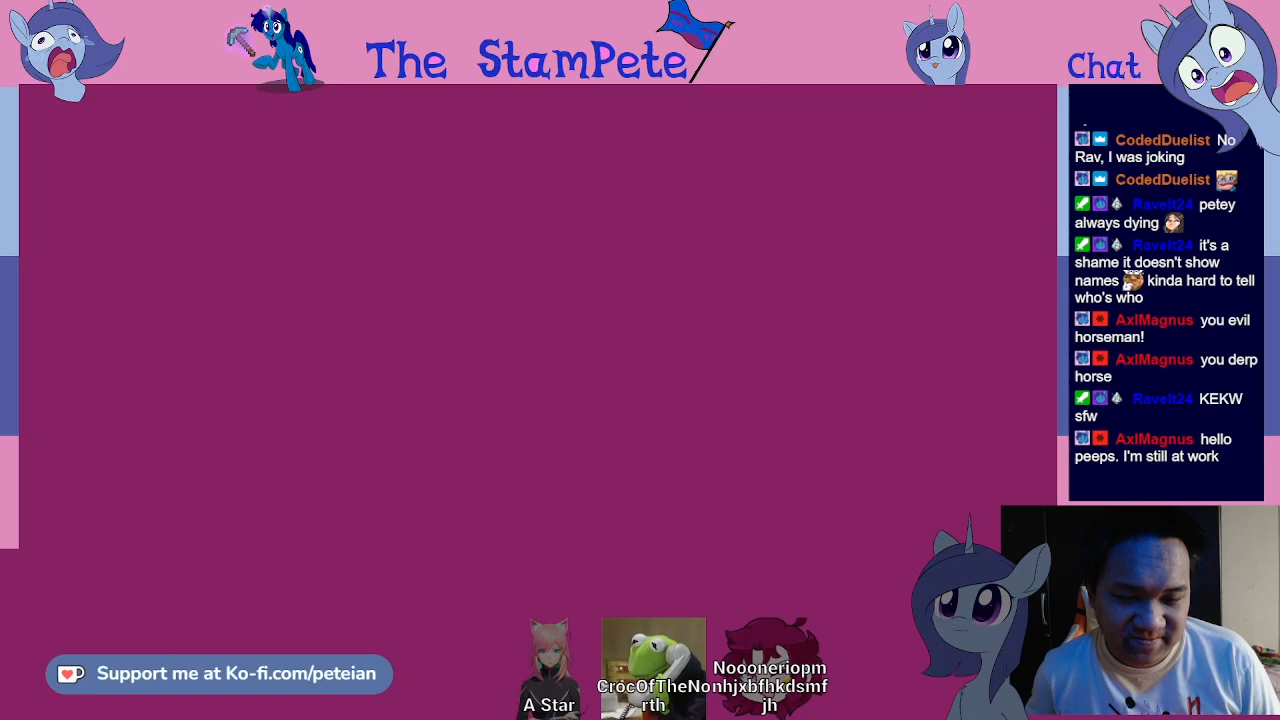 The StamPete
Chat
CodedDuelist No
Rav, I was joking
CodedDuelist
Ravelt24 petey
always dying
Ravelt24 it's a
shame it doesn't show
names kinda hard to tell
who's who
AxlMagnus you evil
horseman!
AxlMagnus you derp
horse
Ravelt24 KEKW
sfw
AxlMagnus hello
peeps. I'm still at work
Support me at Ko-fi.com/peteian
A Star
CrocOfTheNo
rth
Noooneriopm
nhjxbfhkdsmf
jh